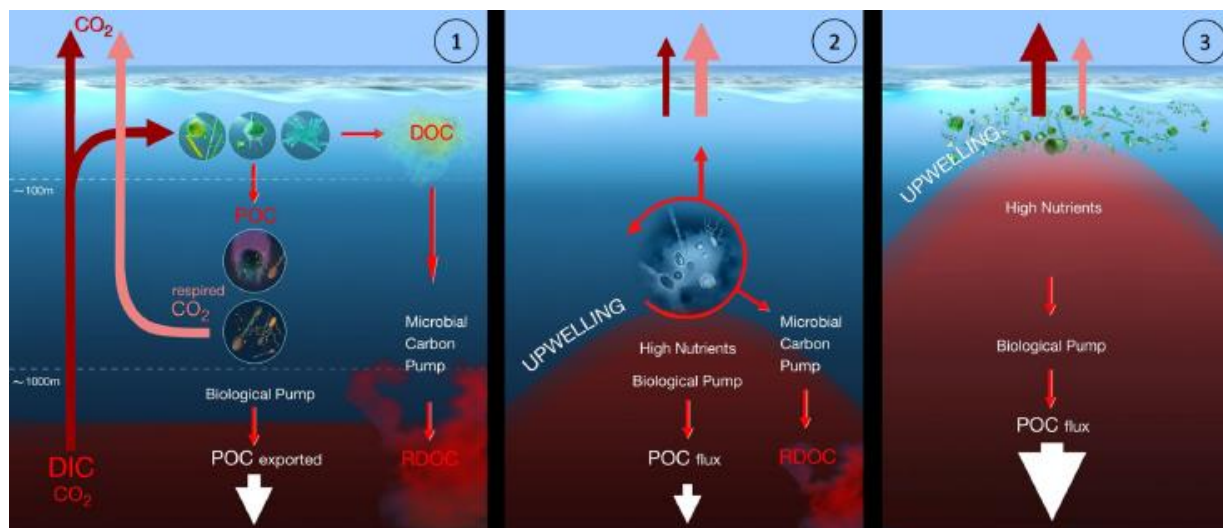 CO₂
1
DOC
~100m
POC
respired
CO₂
Microbial
Carbon
Pump
~1000m
Biological Pump
DIC
CO₂
POC exported
RDOC
2
UPWELLING
High Nutrients
Biological Pump
Microbial
Carbon
Pump
POC flux
RDOC
3
UPWELLING
High Nutrients
Biological Pump
POC flux